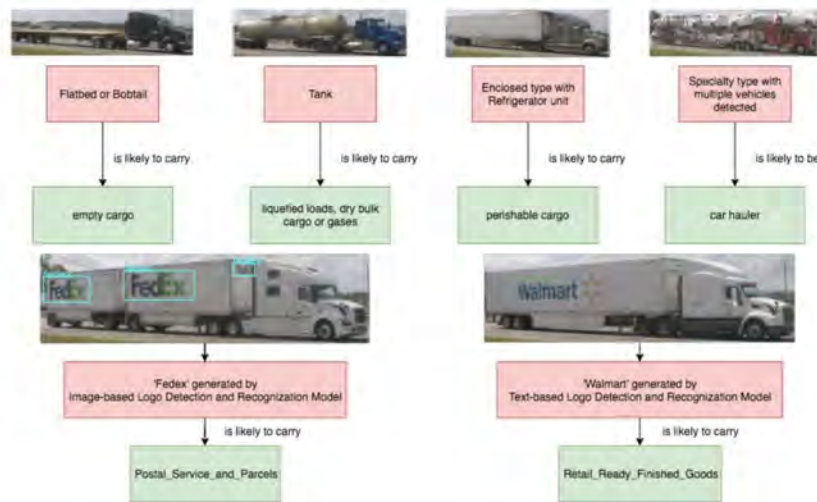 Flatbed or Bobtail
Tank
Enclosed type with
Refrigerator unit
Specialty type with
multiple vehicles
detected
is likely to carry
is likely to carry
is likely to carry
is likely to be
empty cargo
liquefied loads, dry bulk
cargo or gases
perishable cargo
car hauler
FedEx
FedEx
Walmart
'Fedex' generated by
Image-based Logo Detection and Recognization Model
'Walmart' generated by
Text-based Logo Detection and Recognization Model
is likely to carry
is likely to carry
Postal_Service_and_Parcels
Retail_Ready_Finished_Goods